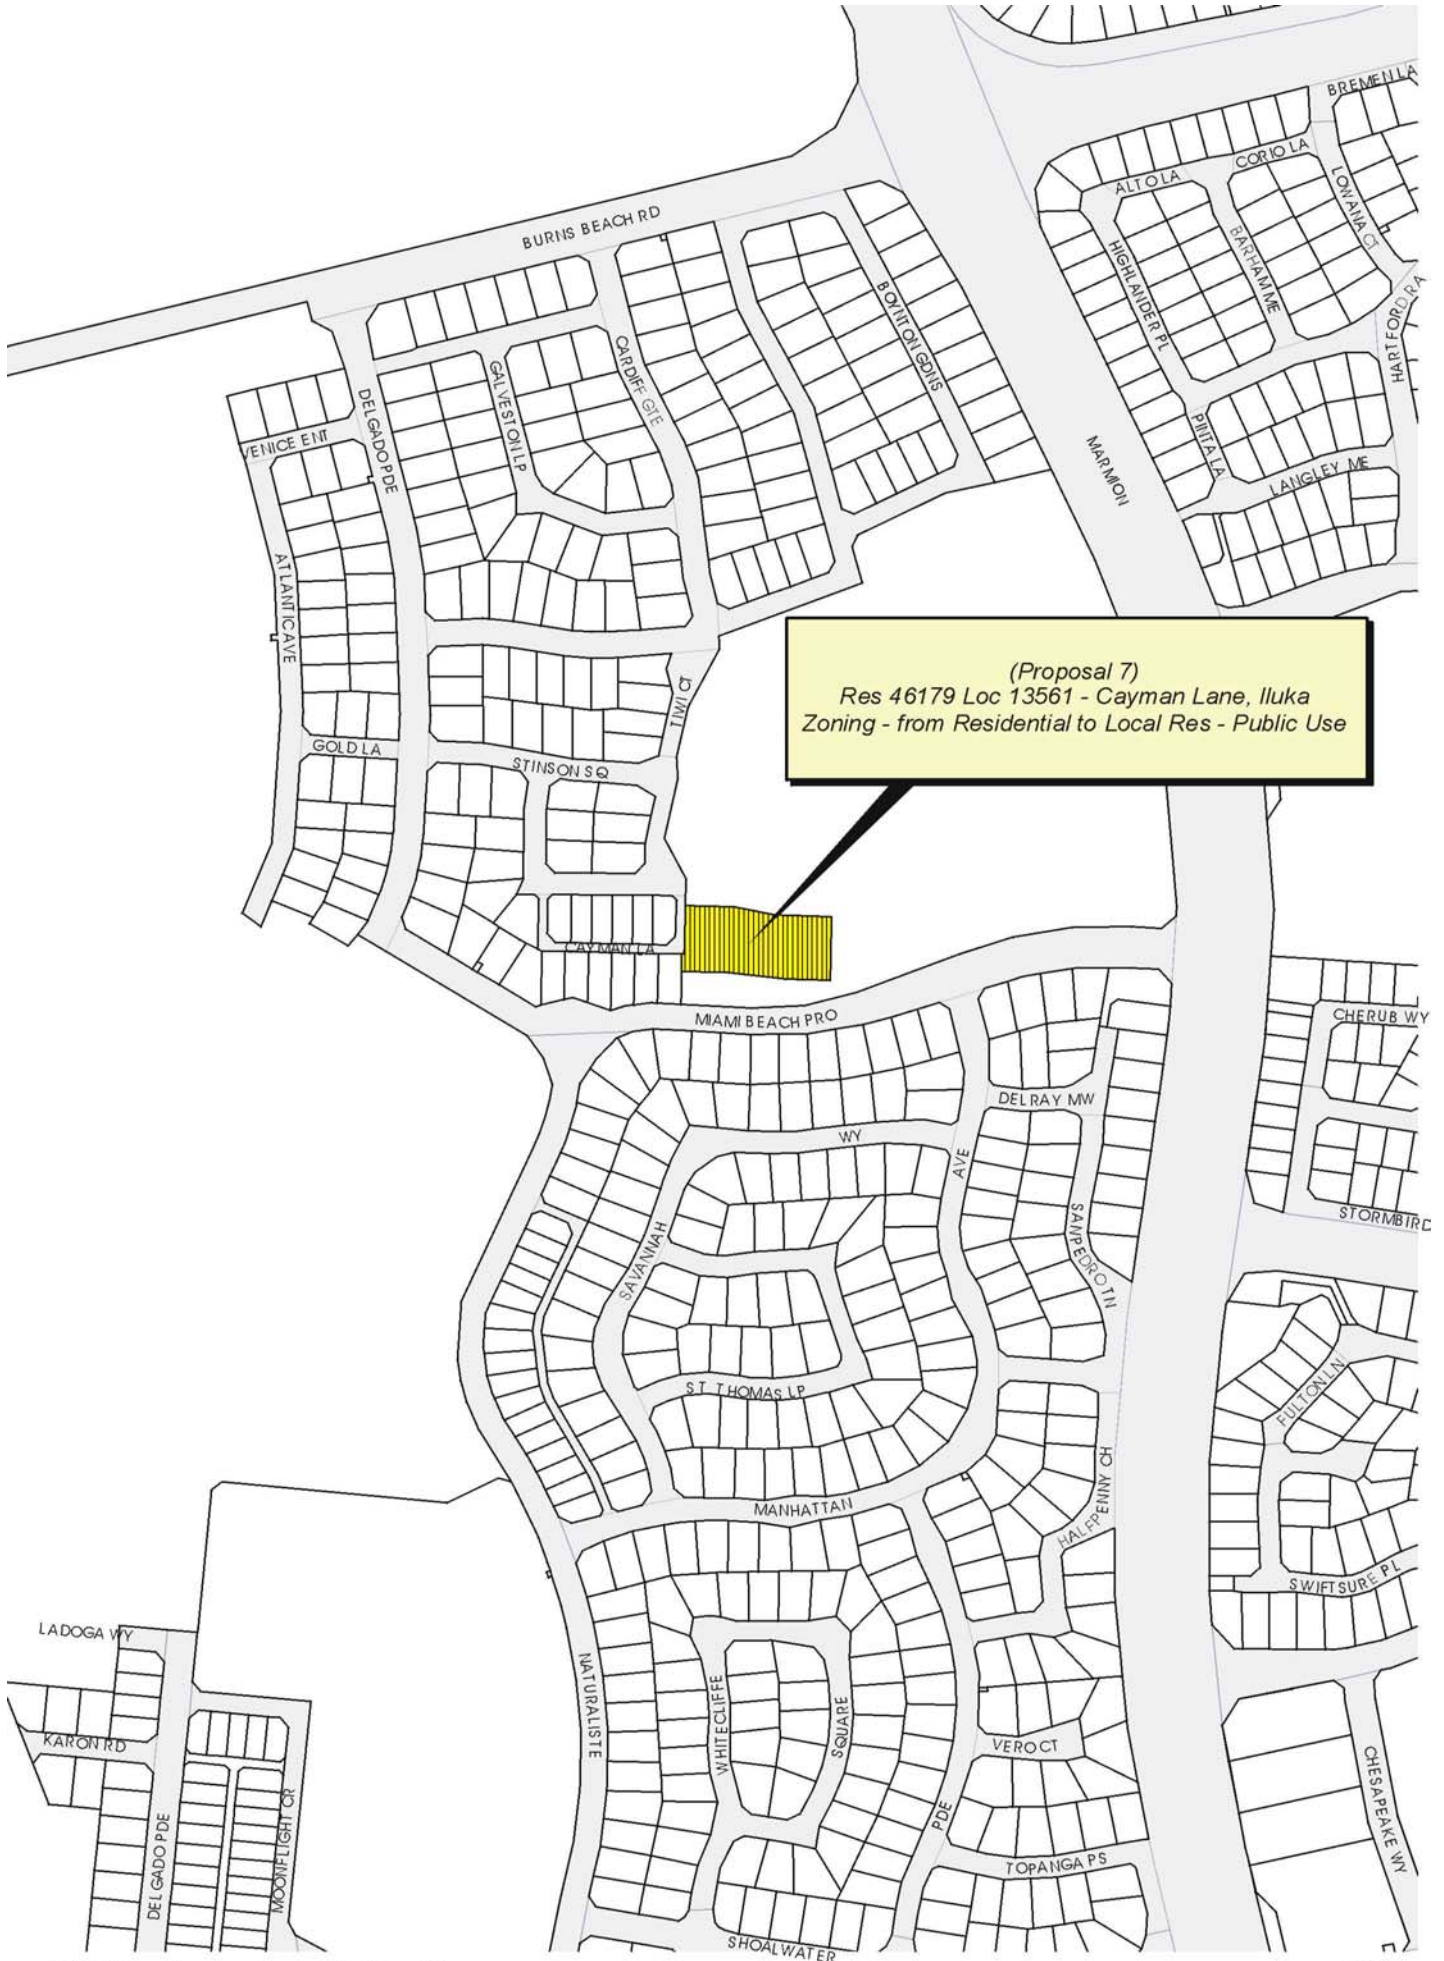 BREMEN LA
CORIO LA
ALTO LA
LOWANA CT
BURNS BEACH RD
BARHAM ME
HIGHLANDER PL
HARTFORD RA
BOYNTON GDNS
CARDIFF GTE
GALVESTON LP
DELGADO PDE
VENICE ENT
PINTA LA
MARMION
LANGLEY ME
ATLANTIC AVE
(Proposal 7)
Res 46179 Loc 13561 - Cayman Lane, Iluka
Zoning - from Residential to Local Res - Public Use
TIWI CT
GOLD LA
STINSON SQ
CAYMAN LA
MIAMI BEACH PRO
CHERUB WY
DELRAY MW
WY
AVE
SAN PEDRO TN
STORMBIRD
SAVANNAH
FULTON LN
ST THOMAS LP
HALFPENNY CH
MANHATTAN
SWIFTSURE PL
LADOGA WY
NATURALISTE
WHITECLIFFE
SQUARE
KARON RD
VERO CT
CHESAPEAKE WY
MOONFLIGHT CR
DELGADO PDE
PDE
TOPANGA PS
SHOALWATER